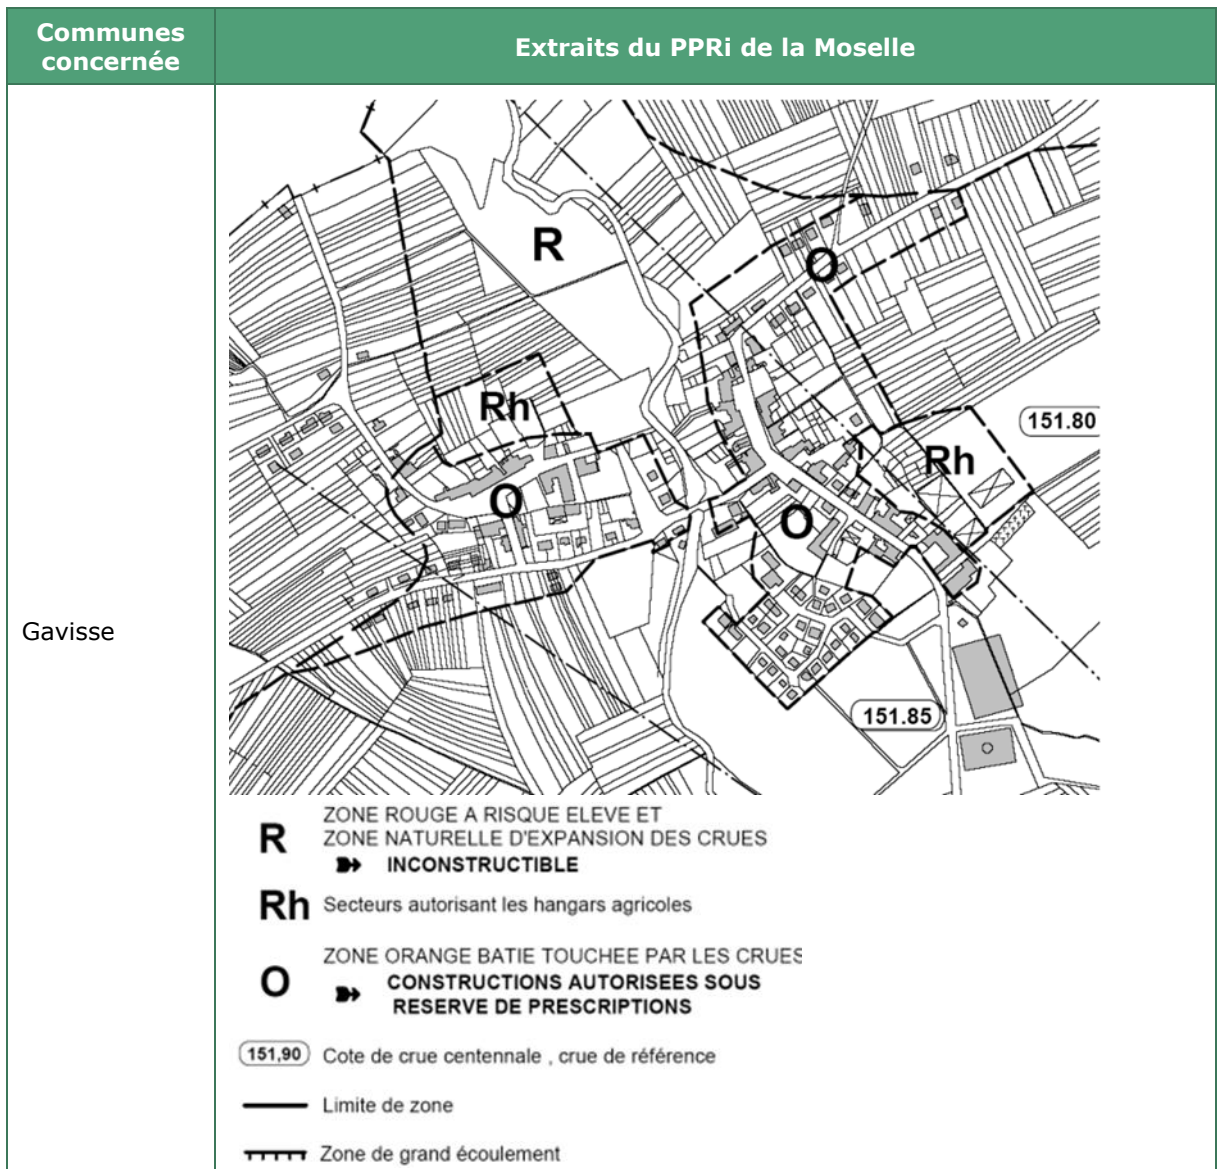 Communes
concernée
Extraits du PPRi de la Moselle
Gavisse
R
O
Rh
151.80
Rh
O
O
151.85
R
ZONE ROUGE A RISQUE ELEVE ET
ZONE NATURELLE D'EXPANSION DES CRUES
INCONSTRUCTIBLE
Rh
Secteurs autorisant les hangars agricoles
O
ZONE ORANGE BATIE TOUCHEE PAR LES CRUES
CONSTRUCTIONS AUTORISEES SOUS
RESERVE DE PRESCRIPTIONS
151,90
Cote de crue centennale , crue de référence
Limite de zone
Zone de grand écoulement